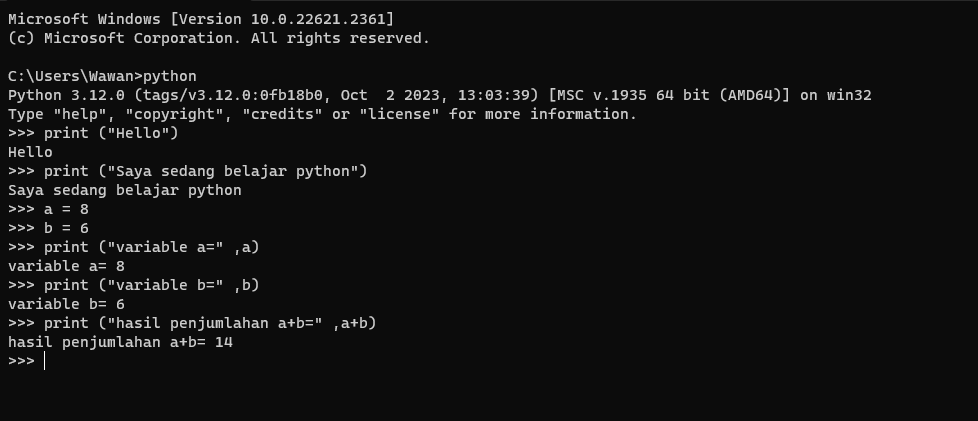 Microsoft Windows [Version 10.0.22621.2361]
(c) Microsoft Corporation. All rights reserved.
C:\Users\Wawan>python
Python 3.12.0 (tags/v3.12.0:0fb18b0, Oct  2 2023, 13:03:39) [MSC v.1935 64 bit (AMD64)] on win32
Type "help", "copyright", "credits" or "license" for more information.
>>> print ("Hello")
Hello
>>> print ("Saya sedang belajar python")
Saya sedang belajar python
>>> a = 8
>>> b = 6
>>> print ("variable a=" ,a)
variable a= 8
>>> print ("variable b=" ,b)
variable b= 6
>>> print ("hasil penjumlahan a+b=" ,a+b)
hasil penjumlahan a+b= 14
>>>